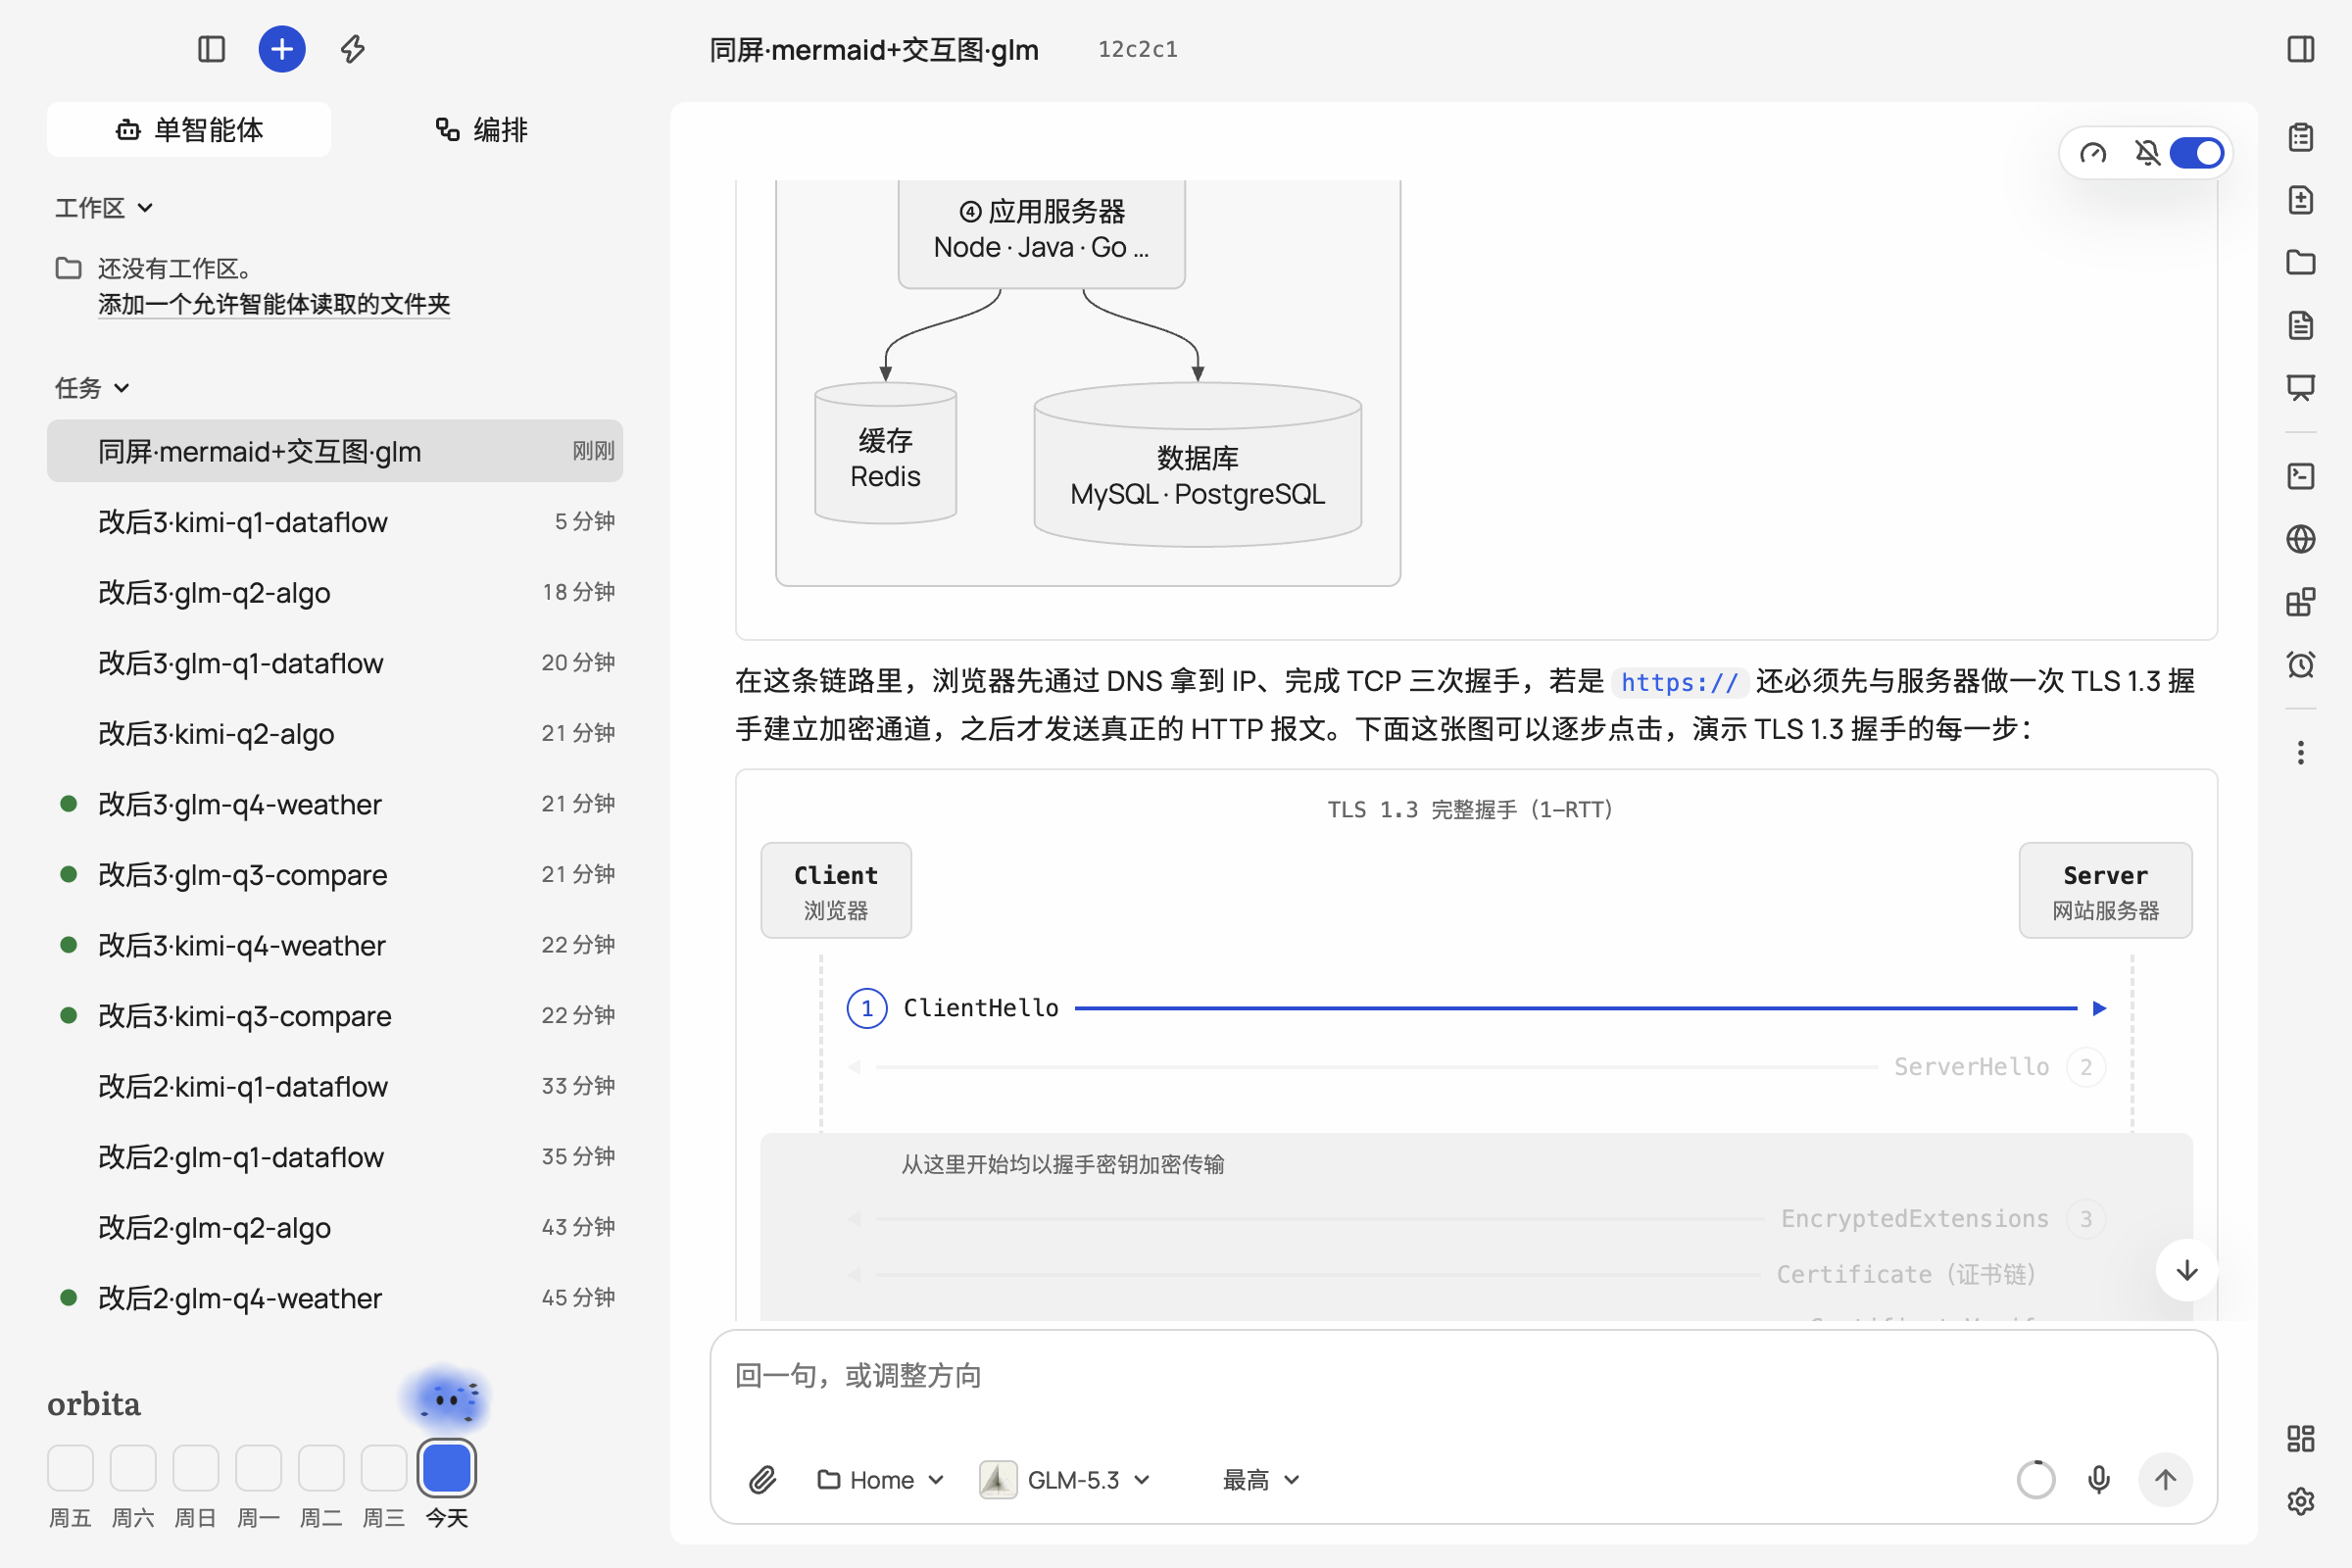 同屏·mermaid+交互图·glm
12c2c1
单智能体
编排
工作区
还没有工作区。
添加一个允许智能体读取的文件夹
任务
同屏·mermaid+交互图·glm 刚刚
改后3·kimi-q1-dataflow 5 分钟
改后3·glm-q2-algo 18 分钟
改后3·glm-q1-dataflow 20 分钟
改后3·kimi-q2-algo 21 分钟
改后3·glm-q4-weather 21 分钟
改后3·glm-q3-compare 21 分钟
改后3·kimi-q4-weather 22 分钟
改后3·kimi-q3-compare 22 分钟
改后2·kimi-q1-dataflow 33 分钟
改后2·glm-q1-dataflow 35 分钟
改后2·glm-q2-algo 43 分钟
改后2·glm-q4-weather 45 分钟
orbita
周五 周六 周日 周一 周二 周三 今天
④ 应用服务器
Node · Java · Go ...
缓存
Redis
数据库
MySQL · PostgreSQL
在这条链路里，浏览器先通过 DNS 拿到 IP、完成 TCP 三次握手，若是 https:// 还必须先与服务器做一次 TLS 1.3 握
手建立加密通道，之后才发送真正的 HTTP 报文。下面这张图可以逐步点击，演示 TLS 1.3 握手的每一步：
TLS 1.3 完整握手（1-RTT）
Client
浏览器
Server
网站服务器
1 ClientHello
ServerHello 2
从这里开始均以握手密钥加密传输
EncryptedExtensions 3
Certificate（证书链）
回一句，或调整方向
Home
GLM-5.3
最高